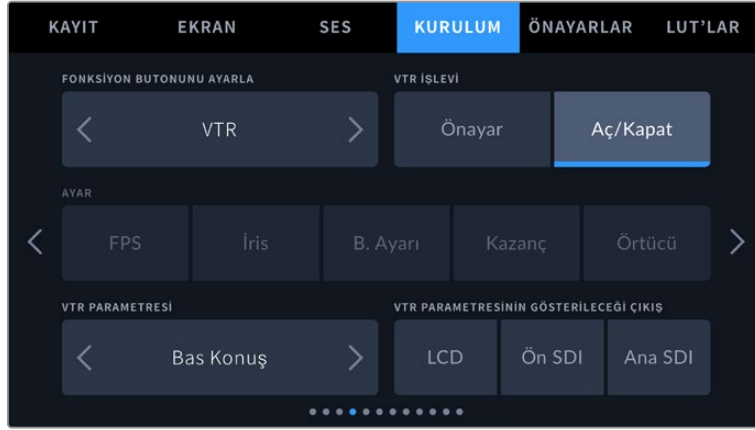 KAYIT EKRAN SES KURULUM ÖNAYARLAR LUT’LAR
FONKSİYON BUTONUNU AYARLA VTR İŞLEVİ
VTR Önayar Aç/Kapat
AYAR
FPS İris B. Ayarı Kazanç Örtücü
VTR PARAMETRESİ VTR PARAMETRESİNİN GÖSTERİLECEĞİ ÇIKIŞ
Bas Konuş LCD Ön SDI Ana SDI